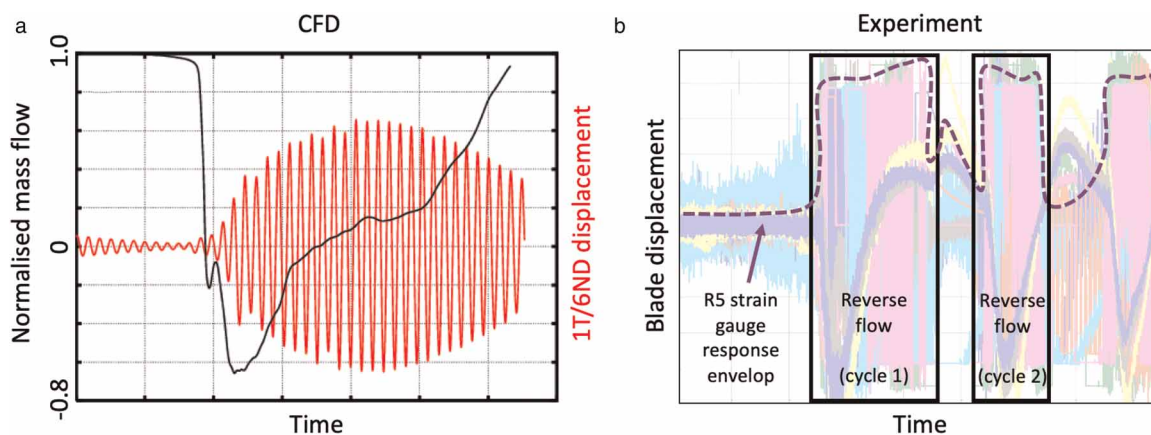 a
CFD
Normalised mass flow
1.0
0
-0.8
Time
1T/6ND displacement
b
Experiment
Blade displacement
R5 strain
gauge
response
envelop
Reverse
flow
(cycle 1)
Reverse
flow
(cycle 2)
Time